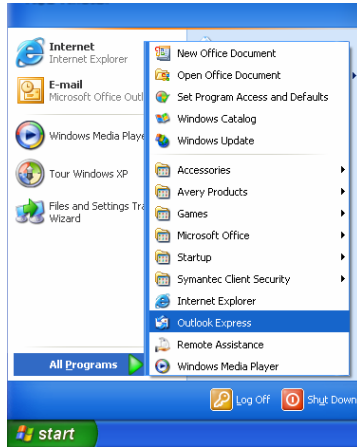 Internet
Internet Explorer
E-mail
Microsoft Office Outl
Windows Media Playe
Tour Windows XP
Files and Settings Tra
Wizard
All Programs
New Office Document
Open Office Document
Set Program Access and Defaults
Windows Catalog
Windows Update
Accessories
Avery Products
Games
Microsoft Office
Startup
Symantec Client Security
Internet Explorer
Outlook Express
Remote Assistance
Windows Media Player
Log Off
Shut Down
start